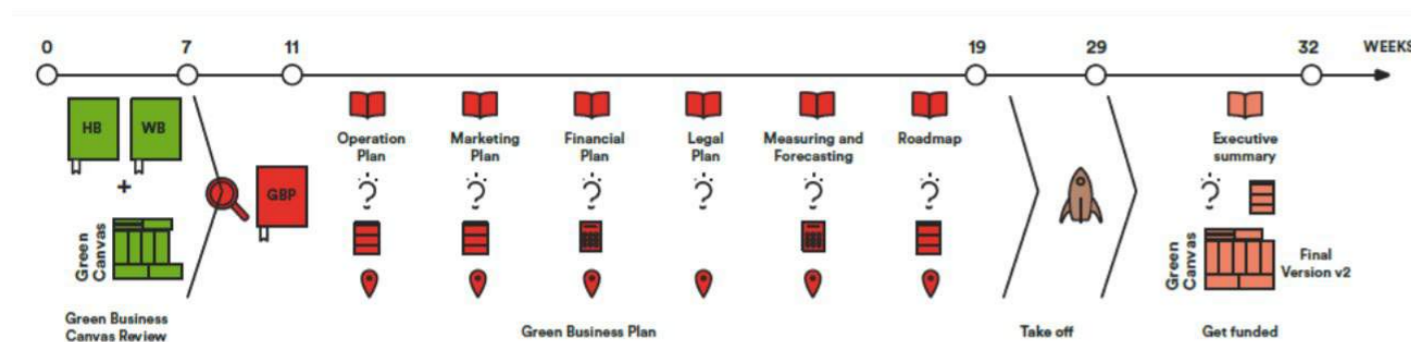 0 7 11 19 29 32 WEEKS
HB WB
GBP
Green
Canvas
Green Business
Canvas Review
Operation
Plan
Marketing
Plan
Financial
Plan
Legal
Plan
Measuring and
Forecasting
Roadmap
Green Business Plan
Take off
Executive
summary
Green
Canvas
Final
Version v2
Get funded